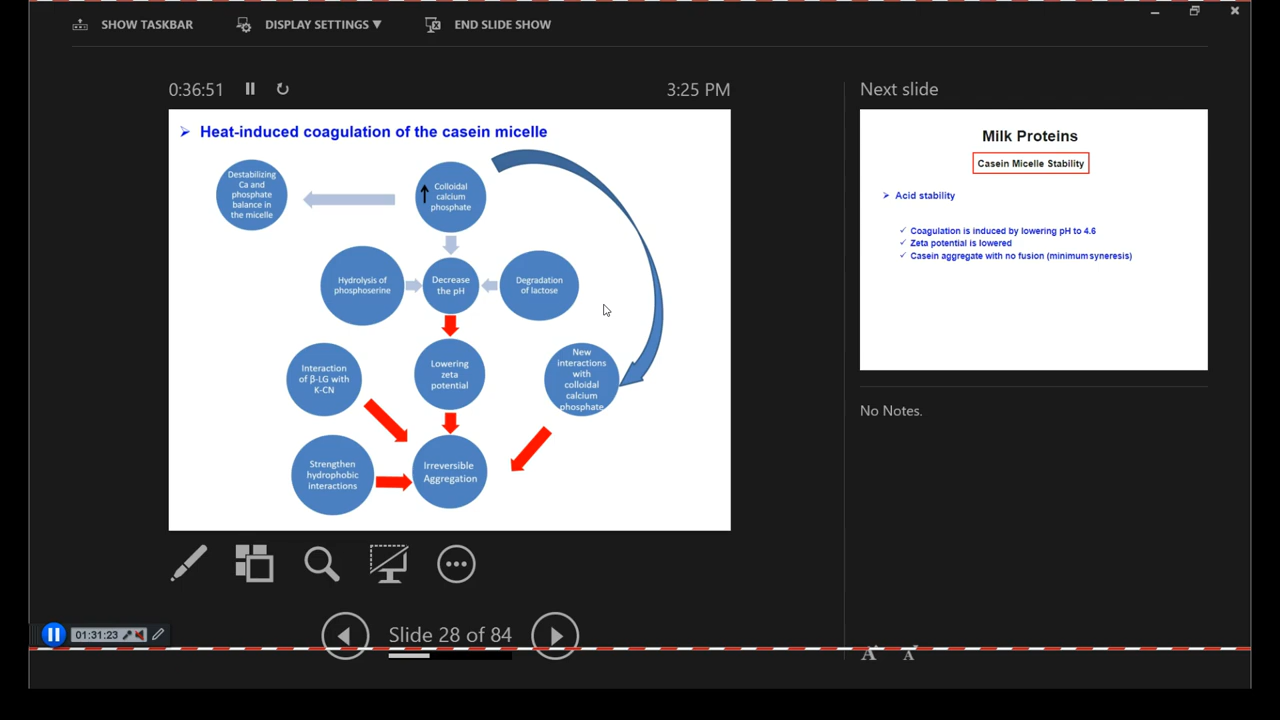 SHOW TASKBAR
DISPLAY SETTINGS ▼
END SLIDE SHOW
0:36:51
3:25 PM
Next slide
➢ Heat-induced coagulation of the casein micelle
Destabilizing
Ca and
phosphate
balance in
the micelle
Colloidal
calcium
phosphate
Hydrolysis of
phosphoserine
Decrease
the pH
Degradation
of lactose
Interaction
of β-LG with
K-CN
Lowering
zeta
potential
New
interactions
with
colloidal
calcium
phosphate
Strengthen
hydrophobic
interactions
Irreversible
Aggregation
Milk Proteins
Casein Micelle Stability
➢ Acid stability
✓ Coagulation is induced by lowering pH to 4.6
✓ Zeta potential is lowered
✓ Casein aggregate with no fusion (minimum syneresis)
No Notes.
01:31:23
Slide 28 of 84
A A